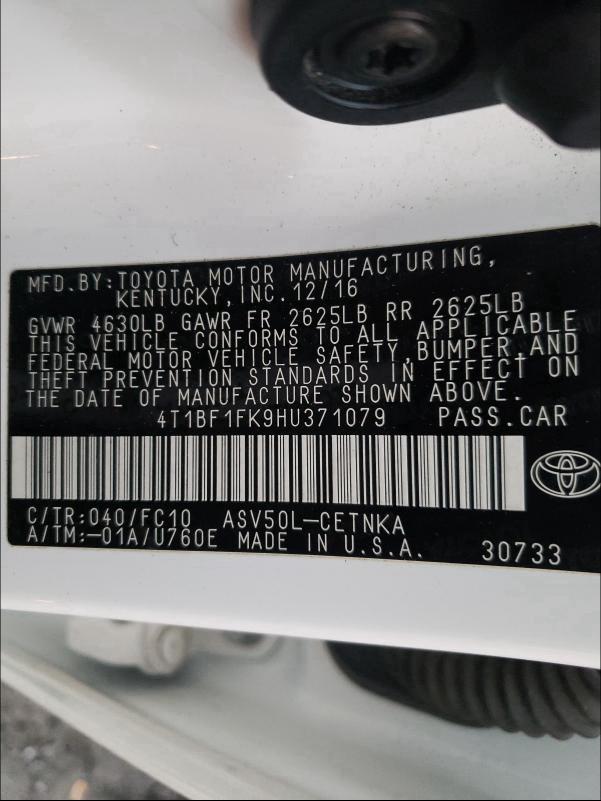 MFD.BY:TOYOTA MOTOR MANUFACTURING,
KENTUCKY,INC.12/16
GVWR 4630LB GAWR FR 2625LB RR 2625LB
THIS VEHICLE CONFORMS TO ALL APPLICABLE
FEDERAL MOTOR VEHICLE SAFETY,BUMPER,AND
THEFT PREVENTION STANDARDS IN EFFECT ON
THE DATE OF MANUFACTURE SHOWN ABOVE.
4T1BF1FK9HU371079 PASS.CAR
C/TR:040/FC10 ASV50L-CETNKA
A/TM:-01A/U760E MADE IN U.S.A. 30733